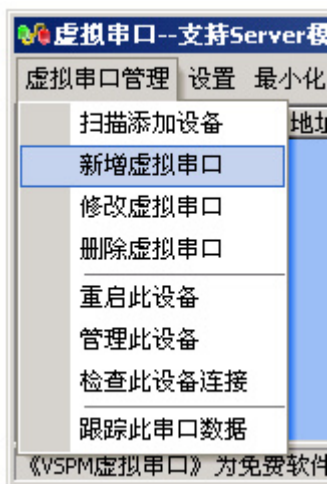 虚拟串口--支持Server模
虚拟串口管理 设置 最小化
扫描添加设备
地址
新增虚拟串口
修改虚拟串口
删除虚拟串口
重启此设备
管理此设备
检查此设备连接
跟踪此串口数据
《VSPM虚拟串口》为免费软件